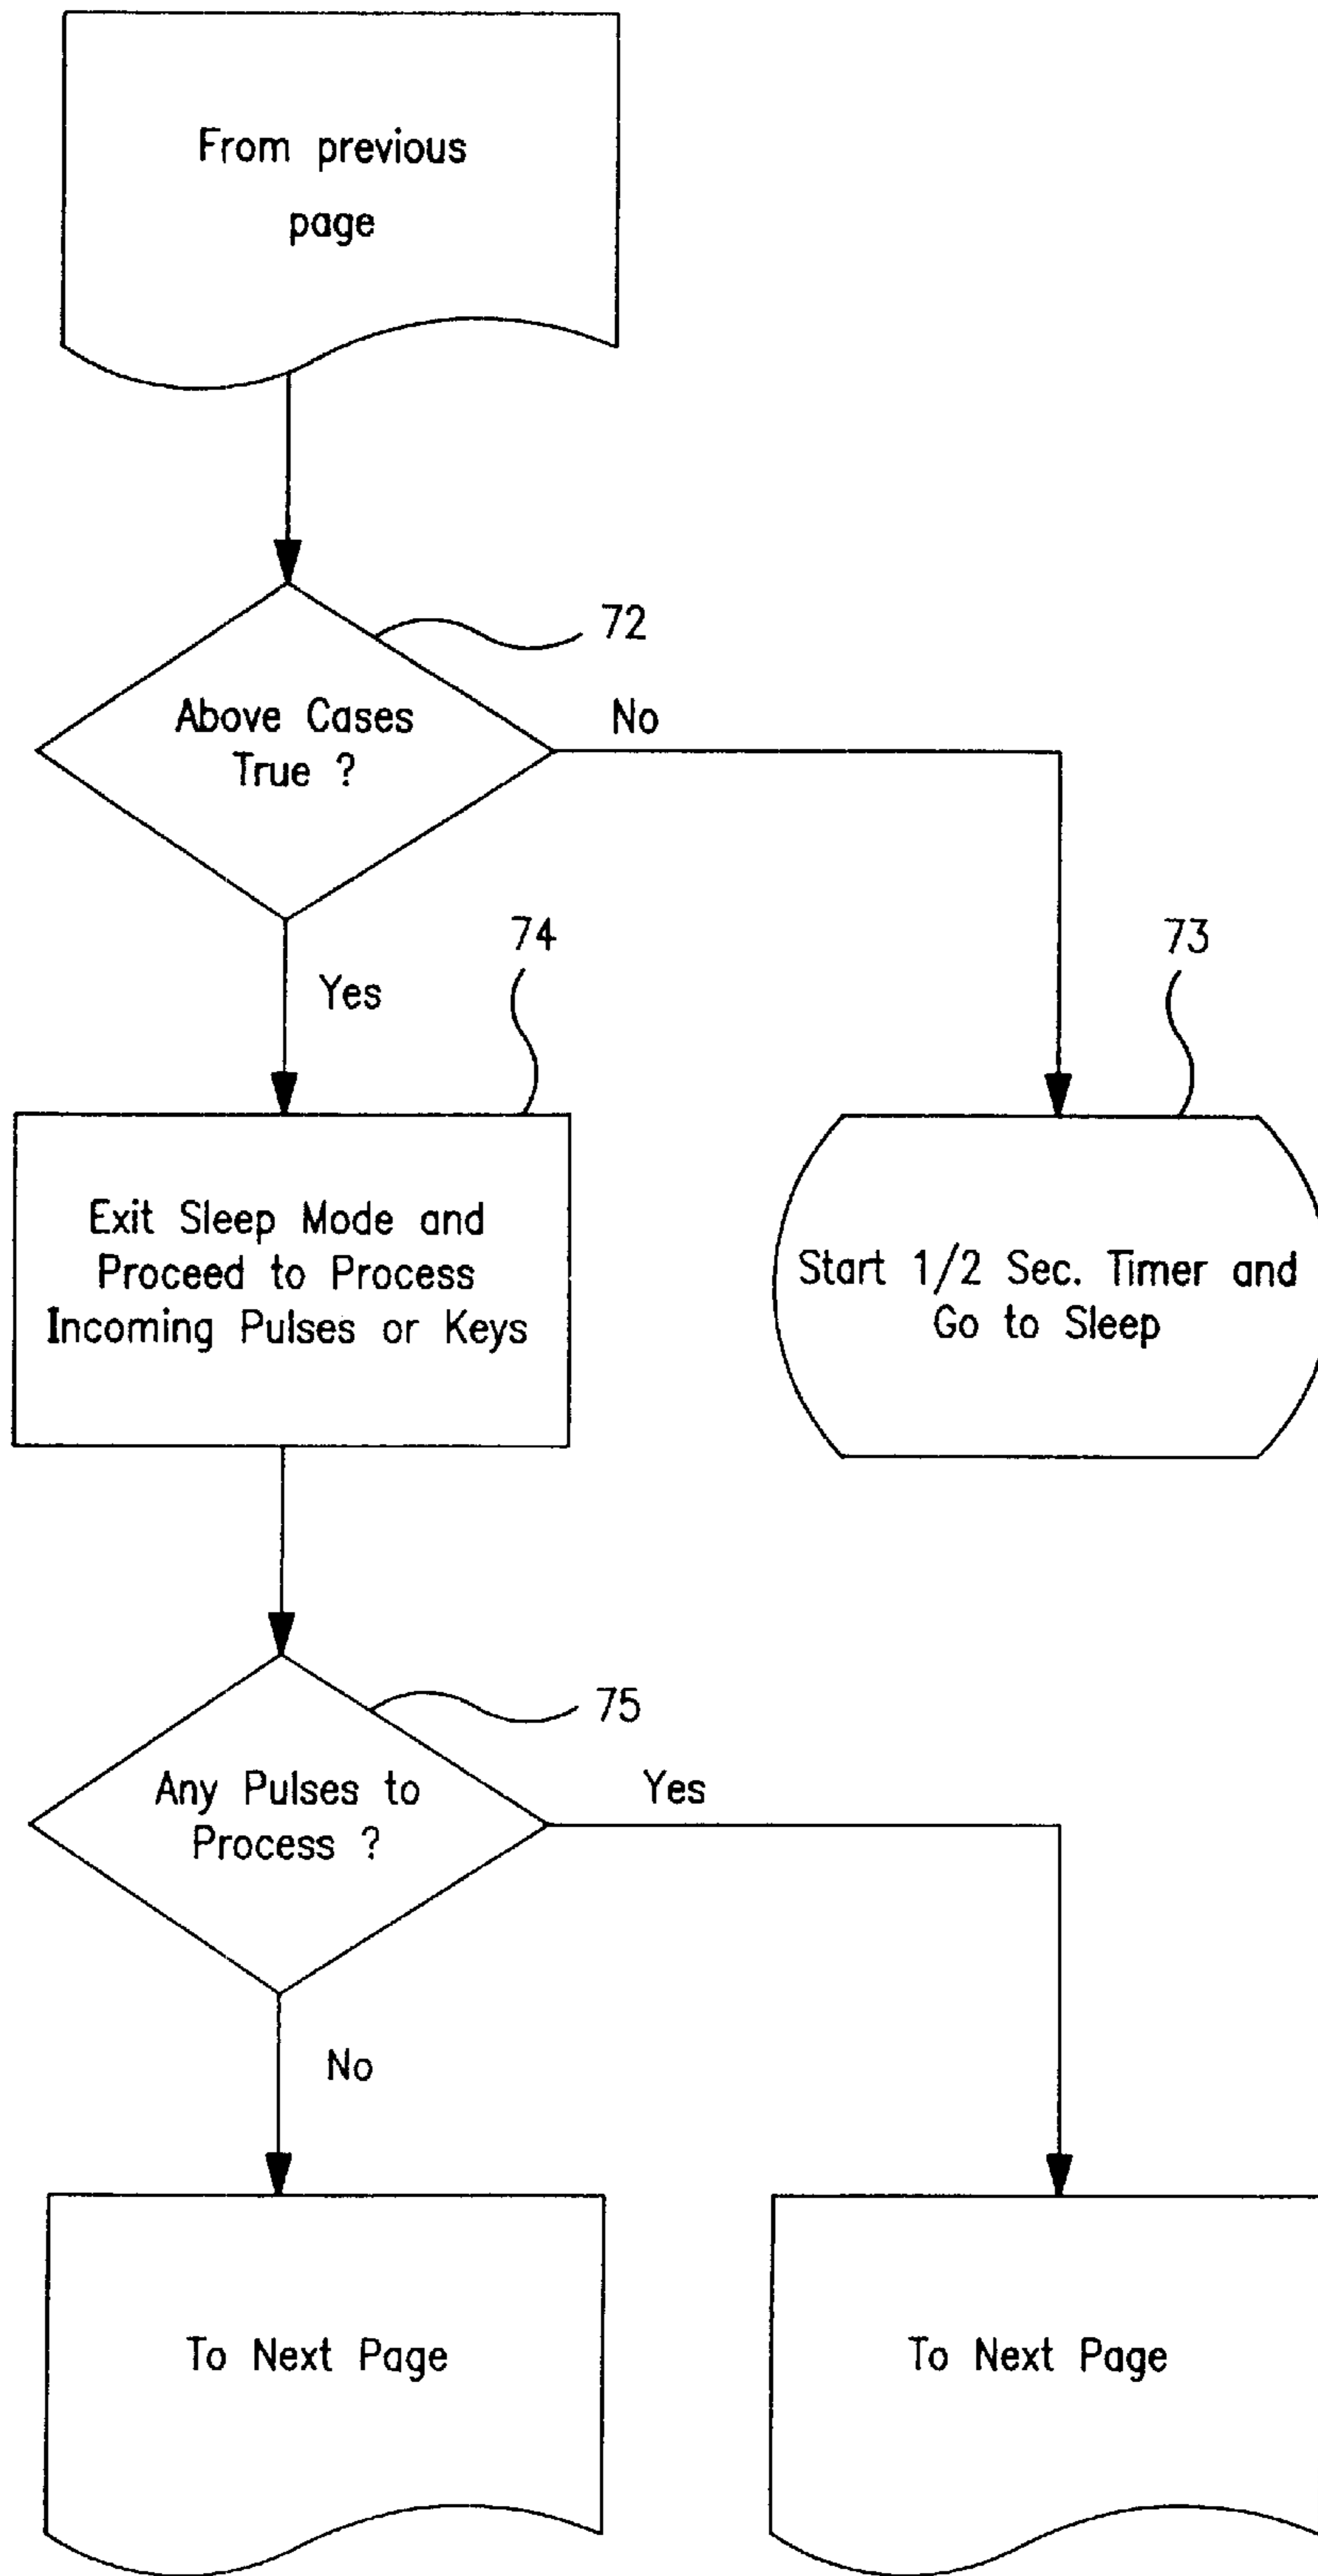 From previous
page
72
Above Cases
True ?
No
Yes
74
73
Exit Sleep Mode and
Proceed to Process
Incoming Pulses or Keys
Start 1/2 Sec. Timer and
Go to Sleep
75
Any Pulses to
Process ?
Yes
No
To Next Page
To Next Page